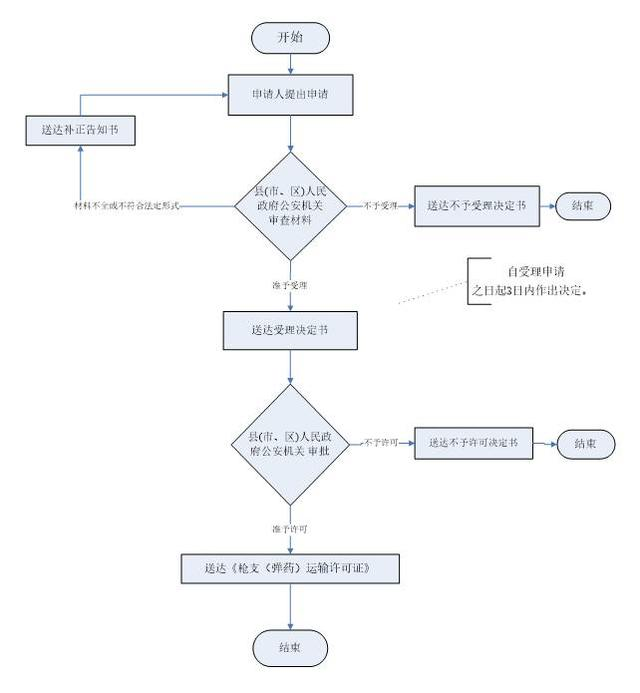 开始
申请人提出申请
送达补正告知书
县(市、区)人民
政府公安机关
审查材料
材料不全或不符合法定形式
不予受理
送达不予受理决定书
结束
准予受理
自受理申请
之日起3日内作出决定。
送达受理决定书
县(市、区)人民政
府公安机关 审批
不予许可
送达不予许可决定书
结束
准予许可
送达《枪支（弹药）运输许可证》
结束